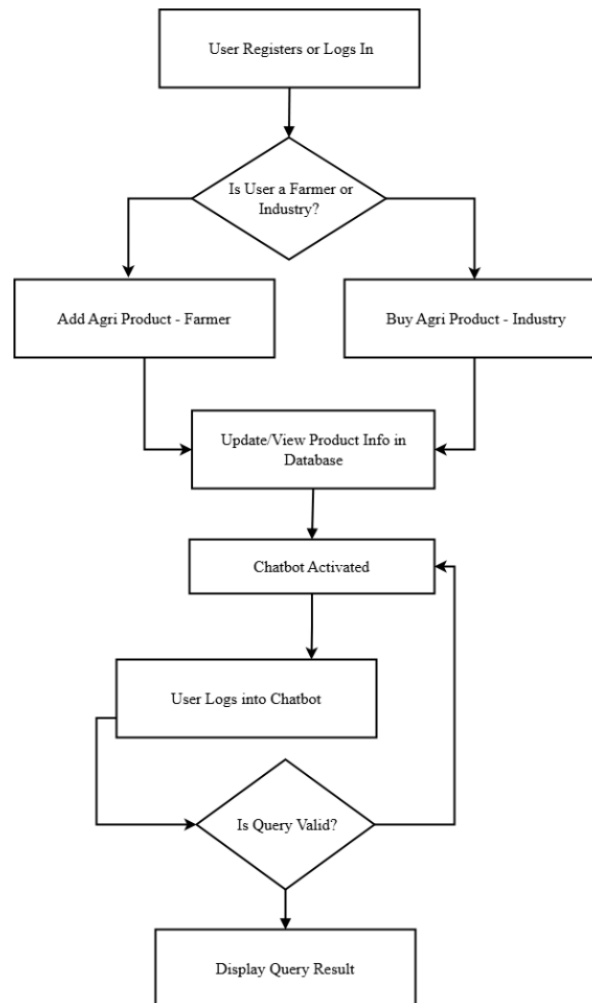 User Registers or Logs In
Is User a Farmer or
Industry?
Add Agri Product - Farmer
Buy Agri Product - Industry
Update/View Product Info in
Database
Chatbot Activated
User Logs into Chatbot
Is Query Valid?
Display Query Result